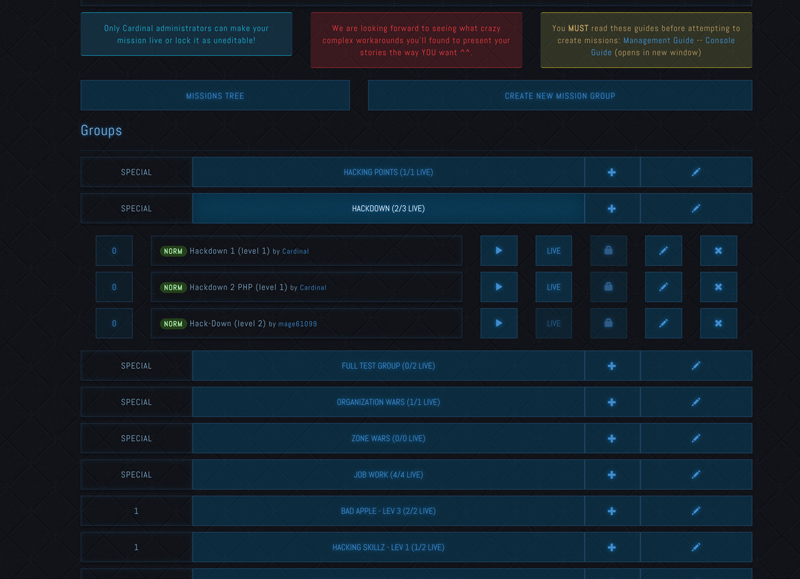 Only Cardinal administrators can make your
mission live or lock it as uneditable!
We are looking forward to seeing what crazy
complex workarounds you'll found to present your
stories the way YOU want ^^.
You MUST read these guides before attempting to
create missions: Management Guide -- Console
Guide (opens in new window)
MISSIONS TREE
CREATE NEW MISSION GROUP
Groups
SPECIAL HACKING POINTS (1/1 LIVE)
SPECIAL HACKDOWN (2/3 LIVE)
0 NORM Hackdown 1 (level 1) by Cardinal LIVE
0 NORM Hackdown 2 PHP (level 1) by Cardinal LIVE
0 NORM Hack-Down (level 2) by mage61099 LIVE
SPECIAL FULL TEST GROUP (0/2 LIVE)
SPECIAL ORGANIZATION WARS (1/1 LIVE)
SPECIAL ZONE WARS (0/0 LIVE)
SPECIAL JOB WORK (4/4 LIVE)
1 BAD APPLE - LEV 3 (2/2 LIVE)
1 HACKING SKILLZ - LEV 1 (1/2 LIVE)